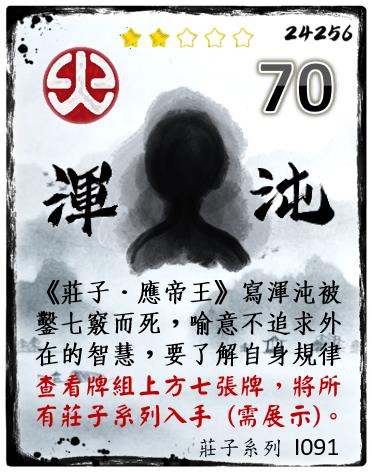 24256
火
70
渾沌
《莊子．應帝王》寫渾沌被
鑿七竅而死，喻意不追求外
在的智慧，要了解自身規律
查看牌組上方七張牌，將所
有莊子系列入手（需展示）。
莊子系列 I091